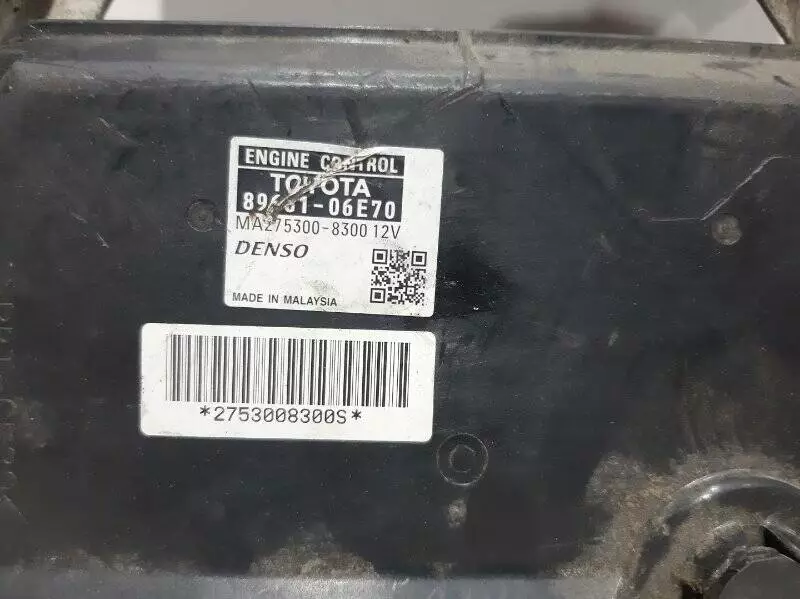 ENGINE CONTROL
TOYOTA
89661-06E70
MA275300-8300 12V
DENSO
MADE IN MALAYSIA
*2753008300S*